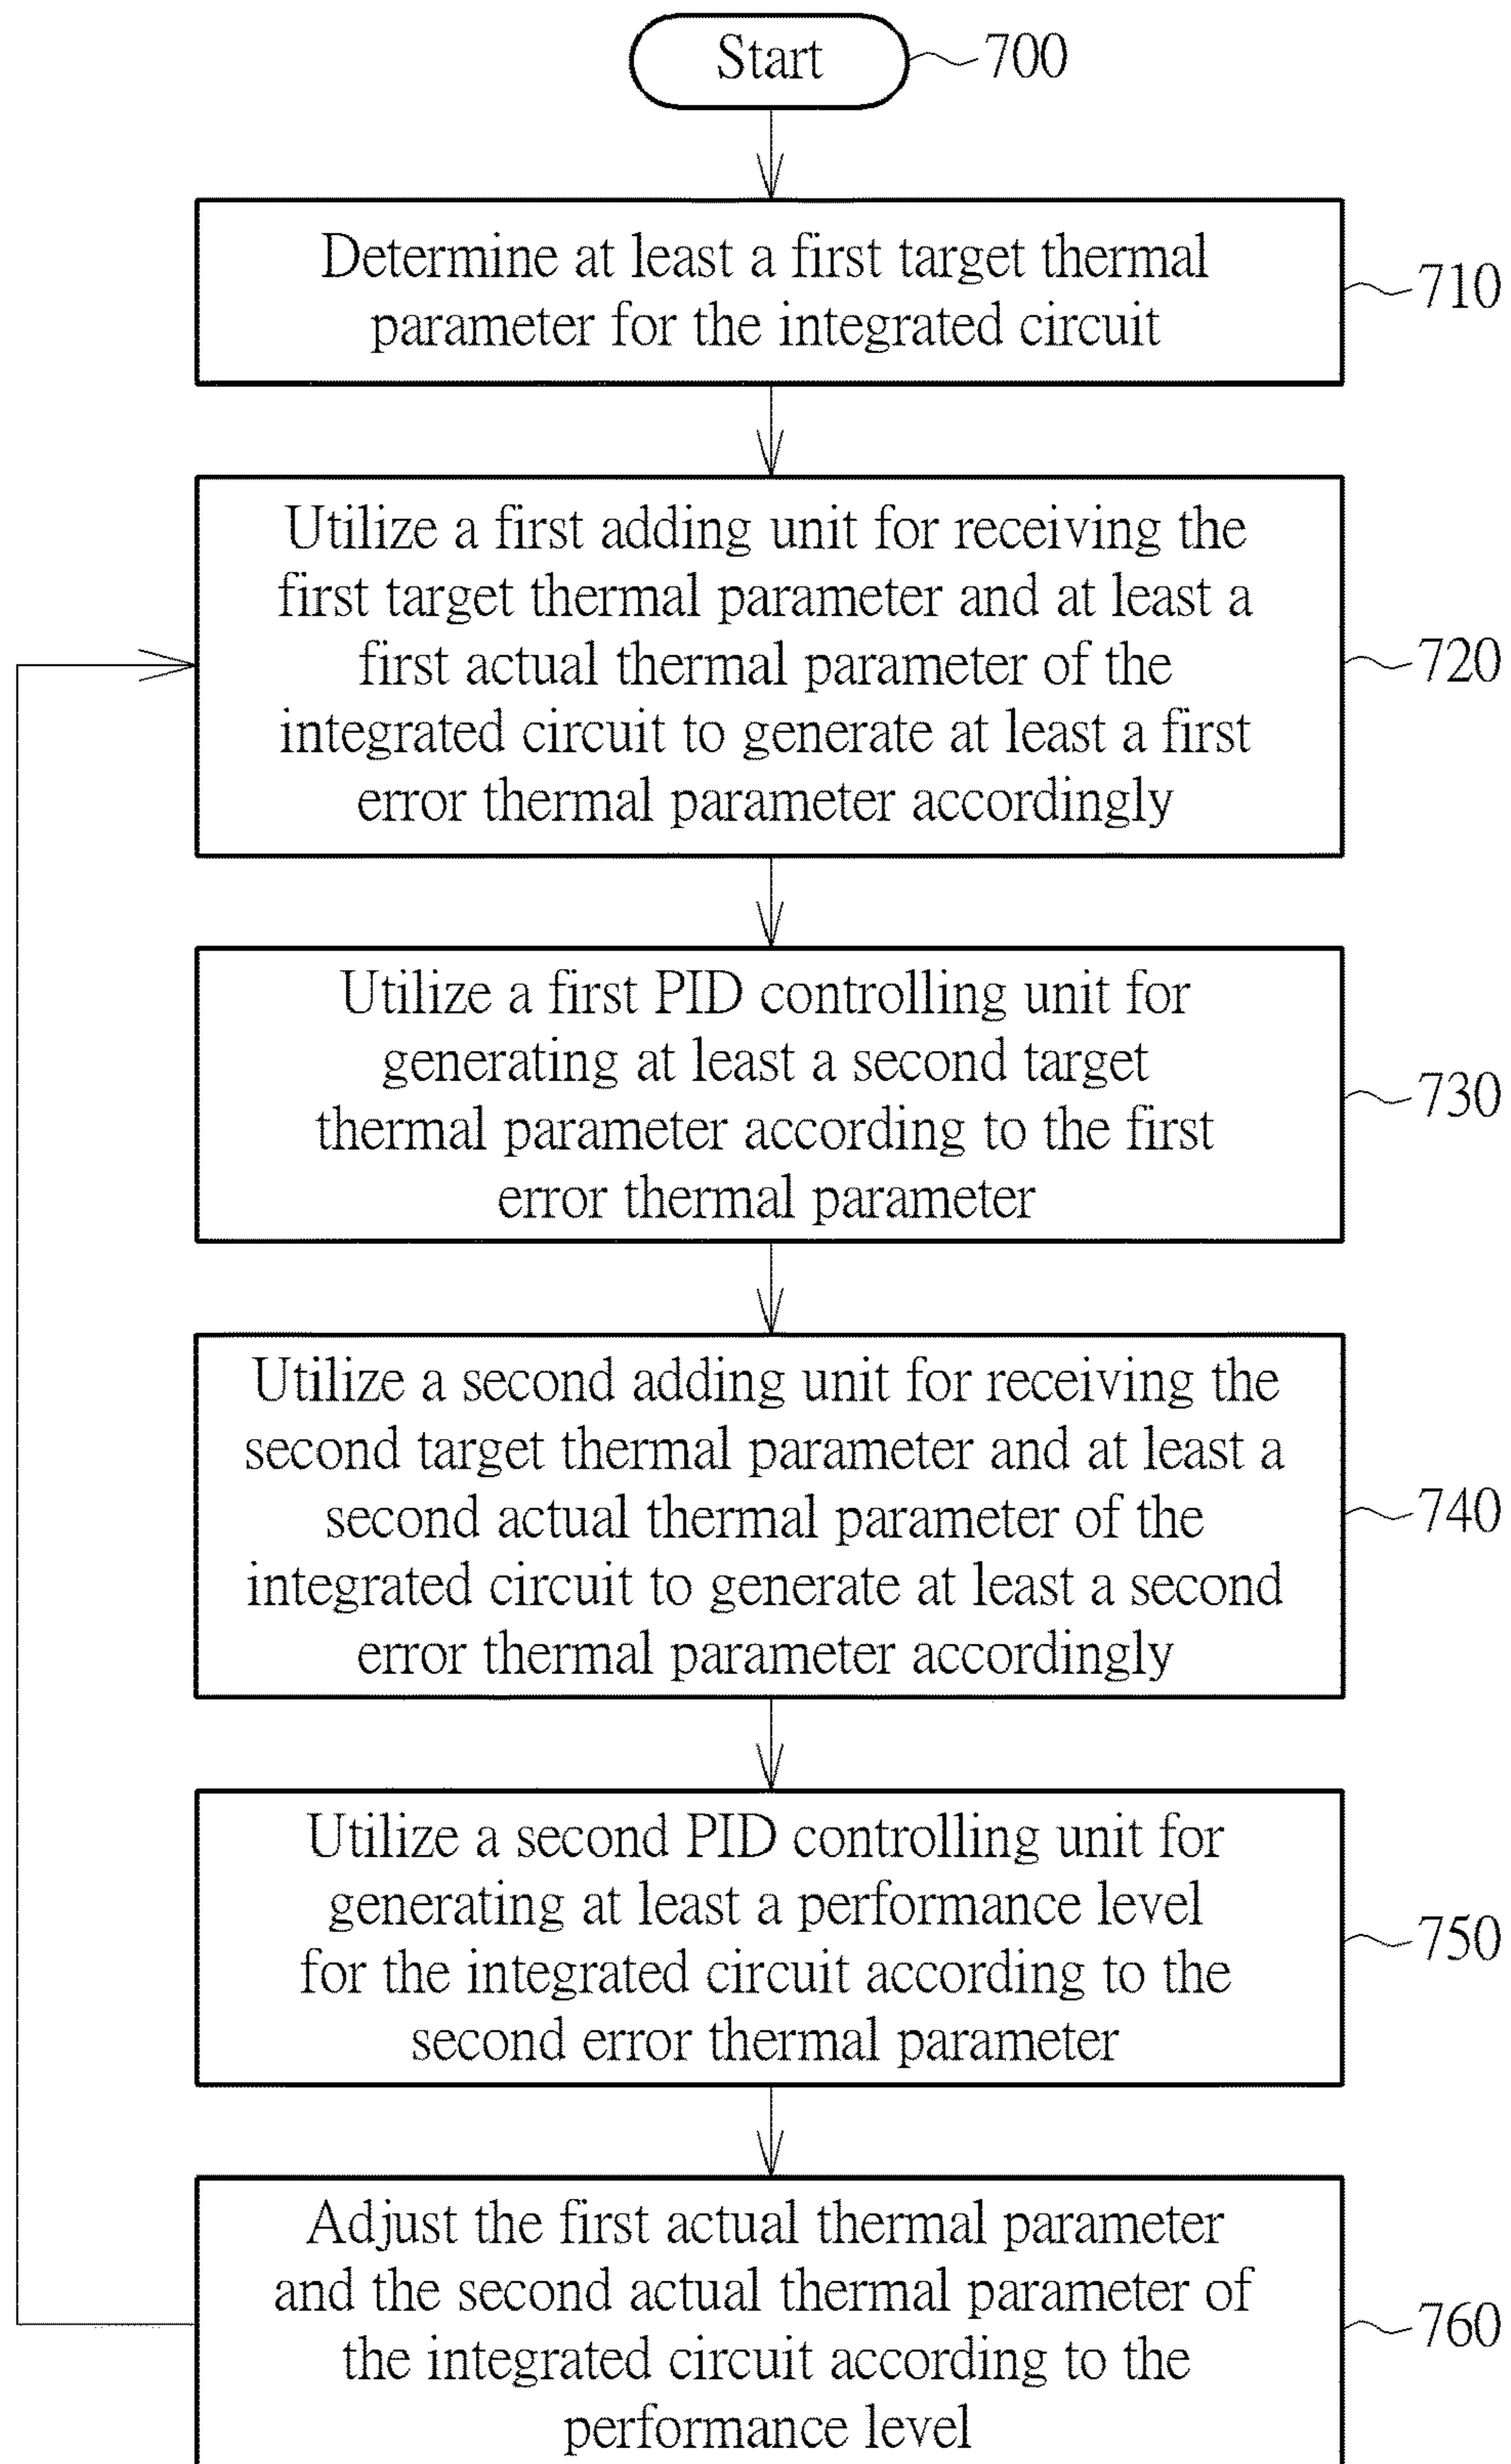 Start
700
Determine at least a first target thermal
parameter for the integrated circuit
710
Utilize a first adding unit for receiving the
first target thermal parameter and at least a
first actual thermal parameter of the
integrated circuit to generate at least a first
error thermal parameter accordingly
720
Utilize a first PID controlling unit for
generating at least a second target
thermal parameter according to the first
error thermal parameter
730
Utilize a second adding unit for receiving the
second target thermal parameter and at least a
second actual thermal parameter of the
integrated circuit to generate at least a second
error thermal parameter accordingly
740
Utilize a second PID controlling unit for
generating at least a performance level
for the integrated circuit according to the
second error thermal parameter
750
Adjust the first actual thermal parameter
and the second actual thermal parameter of
the integrated circuit according to the
performance level
760